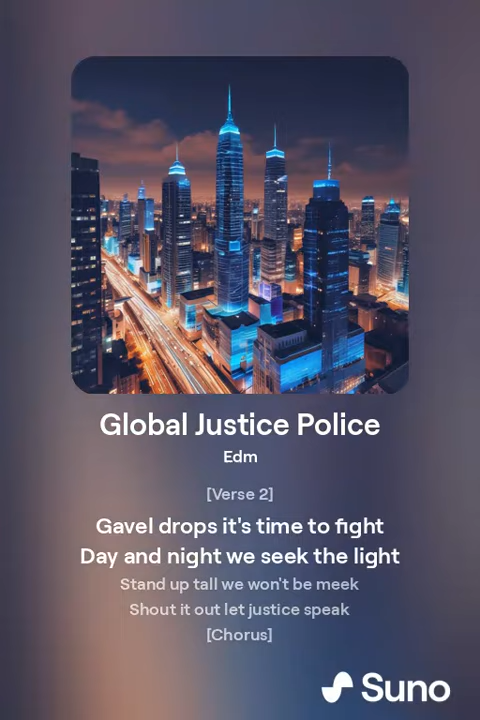 Global Justice Police
Edm
[Verse 2]
Gavel drops it's time to fight
Day and night we seek the light
Stand up tall we won't be meek
Shout it out let justice speak
[Chorus]
Suno